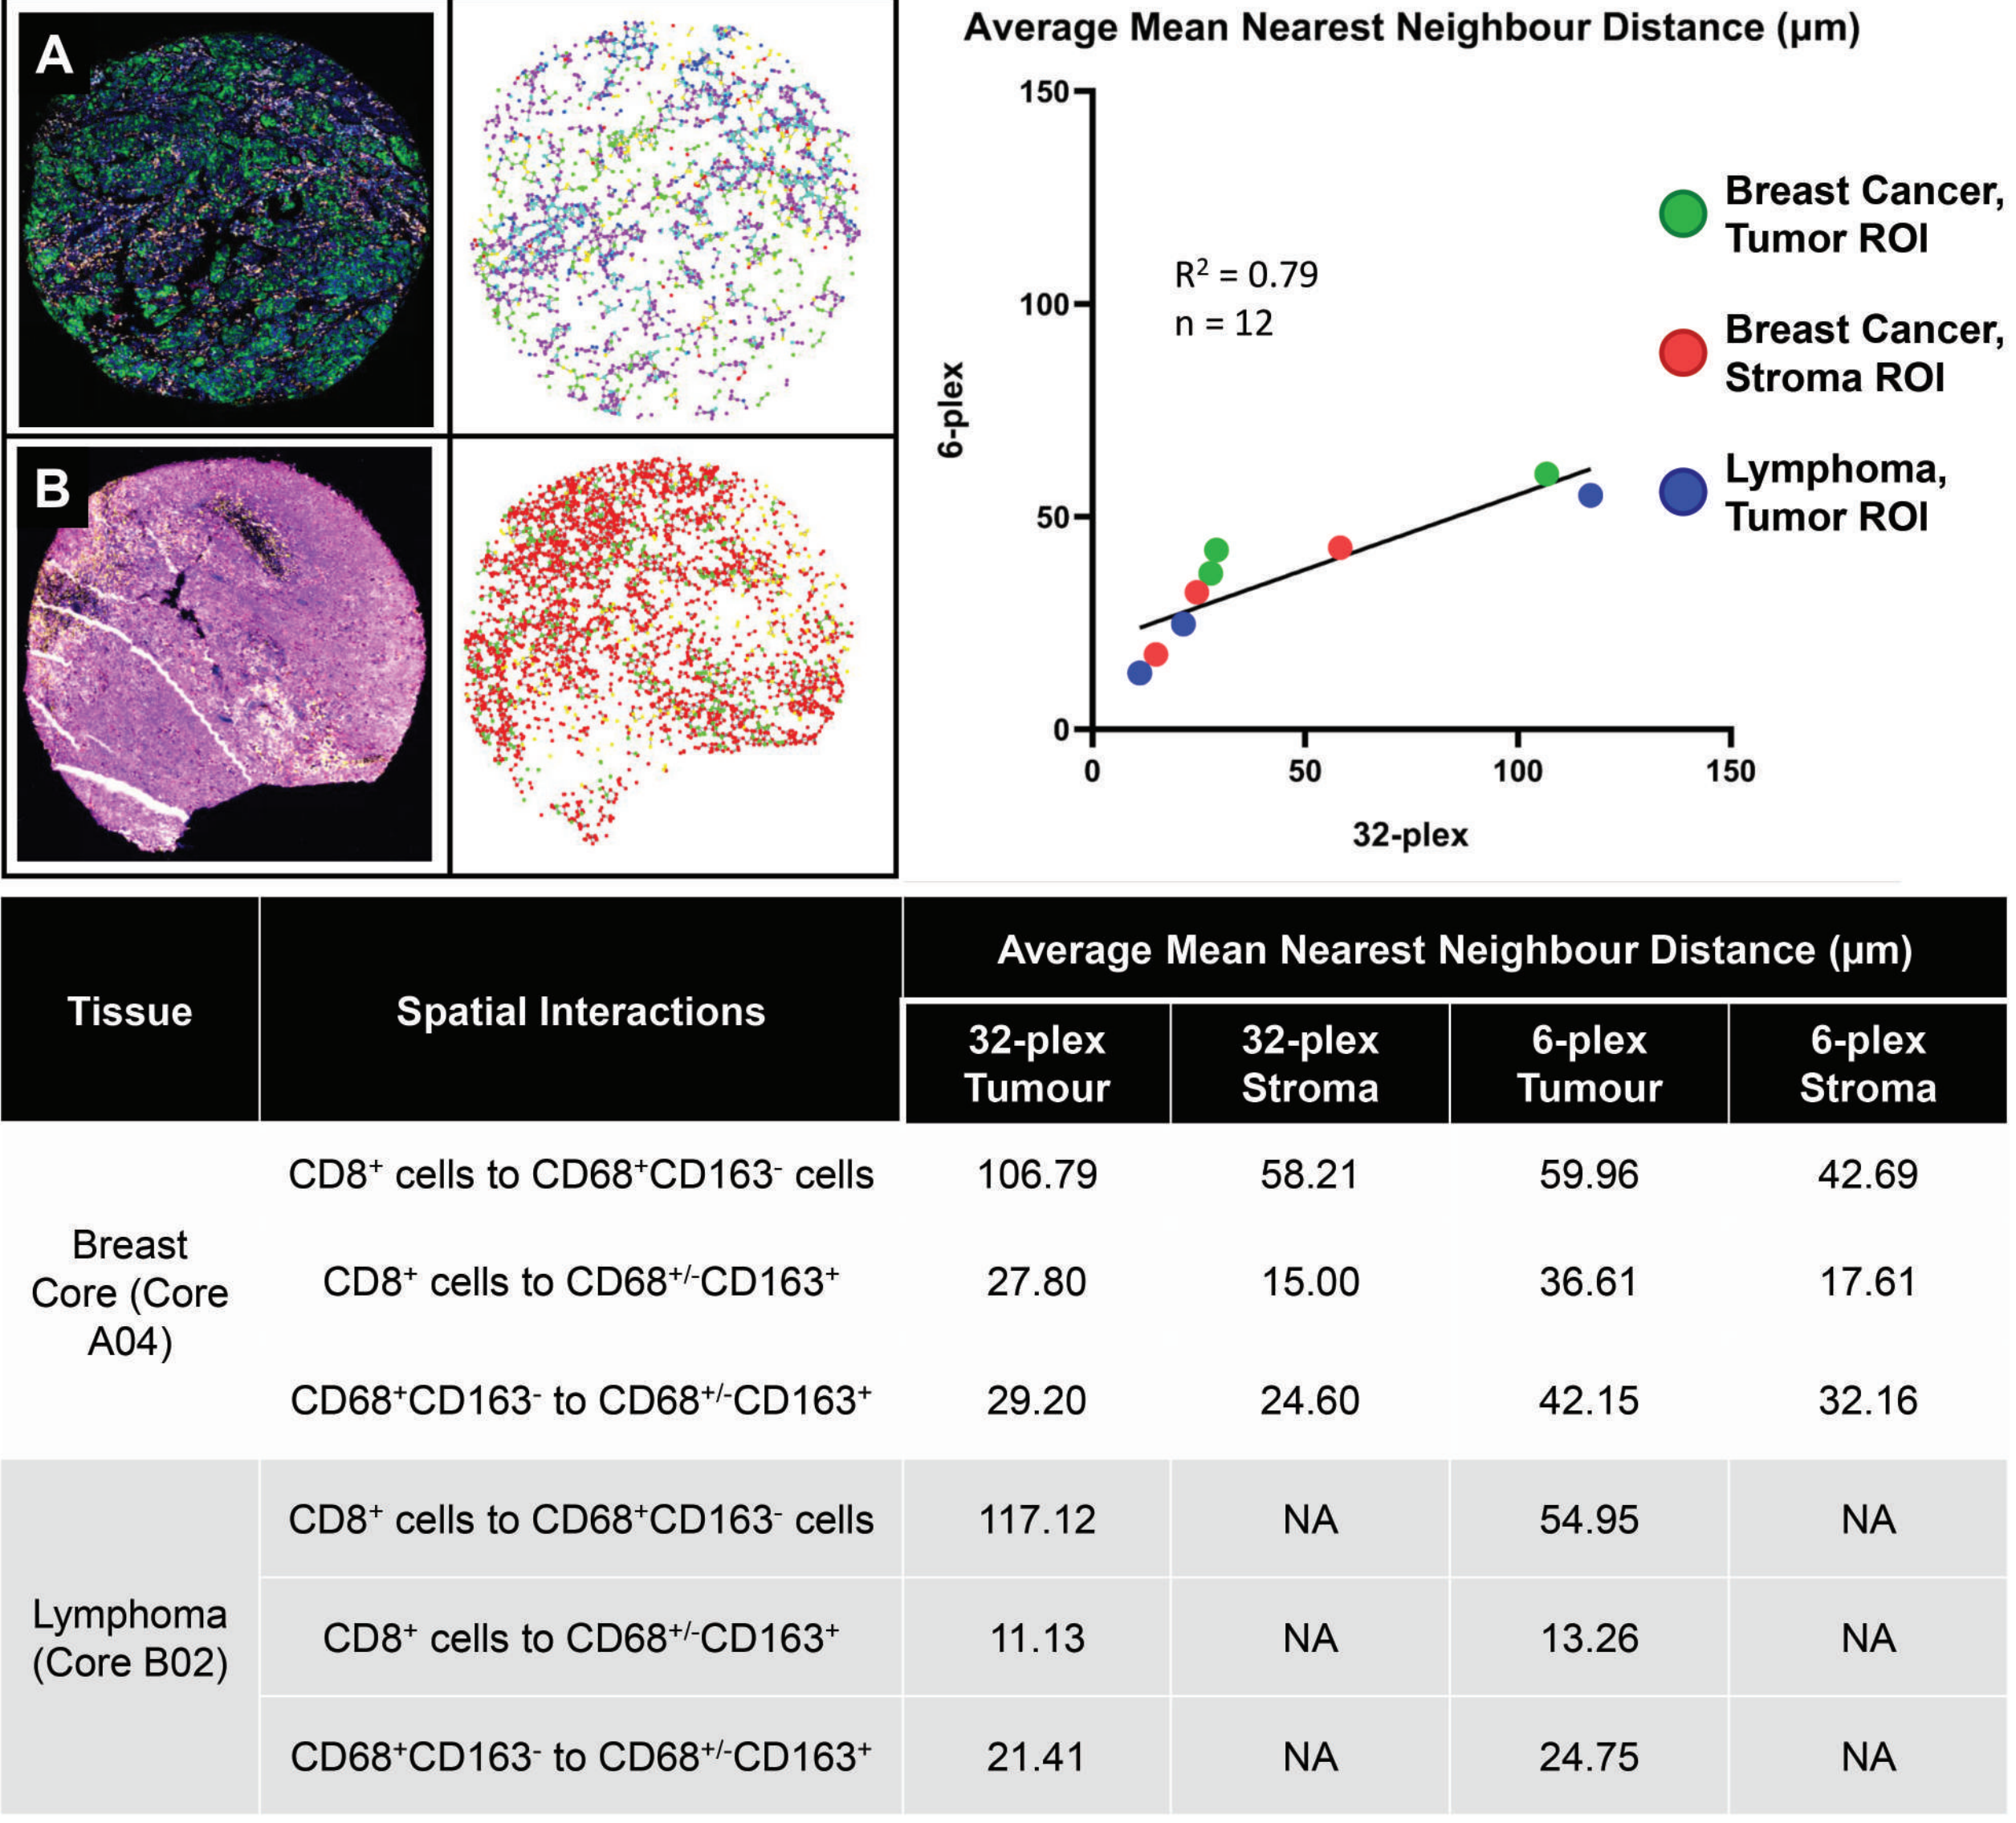 A
B
Average Mean Nearest Neighbour Distance (µm)
150
100
50
0
6-plex
R² = 0.79
n = 12
0 50 100 150
32-plex
Breast Cancer,
Tumor ROI
Breast Cancer,
Stroma ROI
Lymphoma,
Tumor ROI
Tissue
Spatial Interactions
Average Mean Nearest Neighbour Distance (µm)
32-plex
Tumour
32-plex
Stroma
6-plex
Tumour
6-plex
Stroma
Breast
Core (Core
A04)
CD8⁺ cells to CD68⁺CD163⁻ cells 106.79 58.21 59.96 42.69
CD8⁺ cells to CD68⁺/⁻CD163⁺ 27.80 15.00 36.61 17.61
CD68⁺CD163⁻ to CD68⁺/⁻CD163⁺ 29.20 24.60 42.15 32.16
Lymphoma
(Core B02)
CD8⁺ cells to CD68⁺CD163⁻ cells 117.12 NA 54.95 NA
CD8⁺ cells to CD68⁺/⁻CD163⁺ 11.13 NA 13.26 NA
CD68⁺CD163⁻ to CD68⁺/⁻CD163⁺ 21.41 NA 24.75 NA